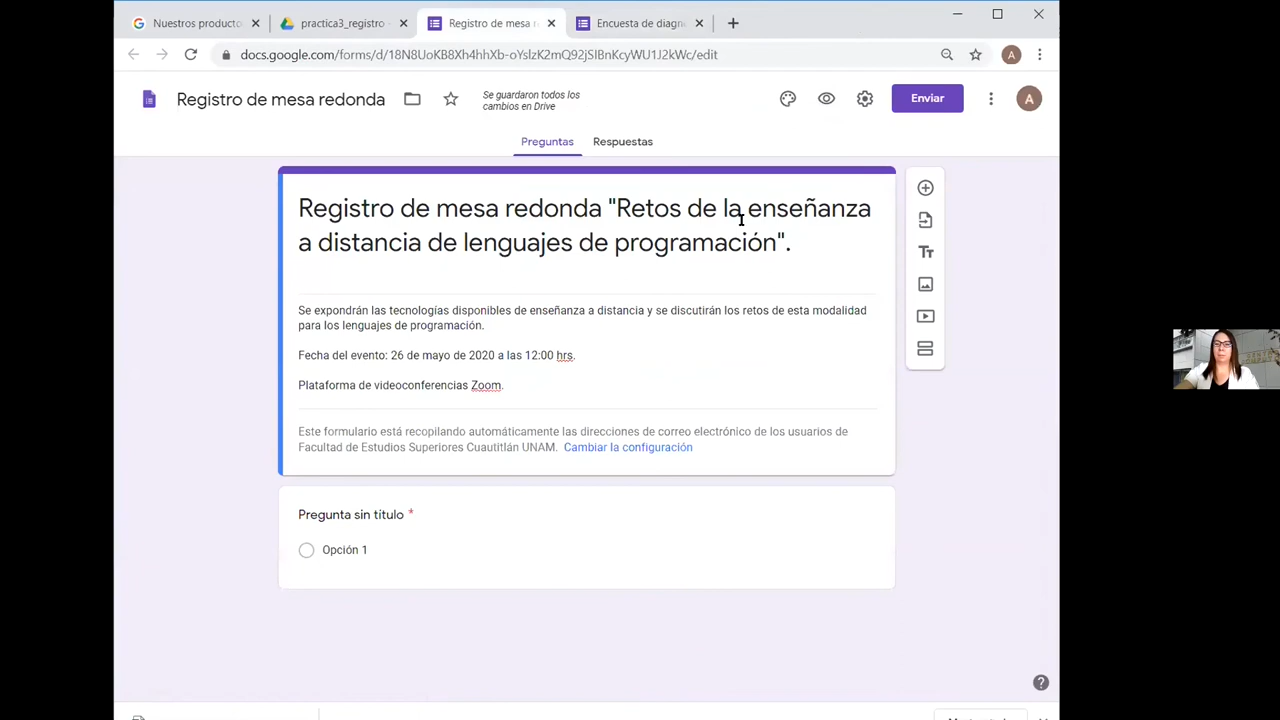 Nuestros producto
practica3_registro
Registro de mesa r
Encuesta de diagn
docs.google.com/forms/d/18N8UoKB8Xh4hhXb-oYslzK2mQ92jSlBnKcyWU1J2kWc/edit
A
Registro de mesa redonda
Se guardaron todos los
cambios en Drive
Enviar
A
Preguntas
Respuestas
Registro de mesa redonda "Retos de la enseñanza
a distancia de lenguajes de programación".
Se expondrán las tecnologías disponibles de enseñanza a distancia y se discutirán los retos de esta modalidad
para los lenguajes de programación.
Fecha del evento: 26 de mayo de 2020 a las 12:00 hrs.
Plataforma de videoconferencias Zoom.
Este formulario está recopilando automáticamente las direcciones de correo electrónico de los usuarios de
Facultad de Estudios Superiores Cuautitlán UNAM. Cambiar la configuración
Pregunta sin título *
Opción 1